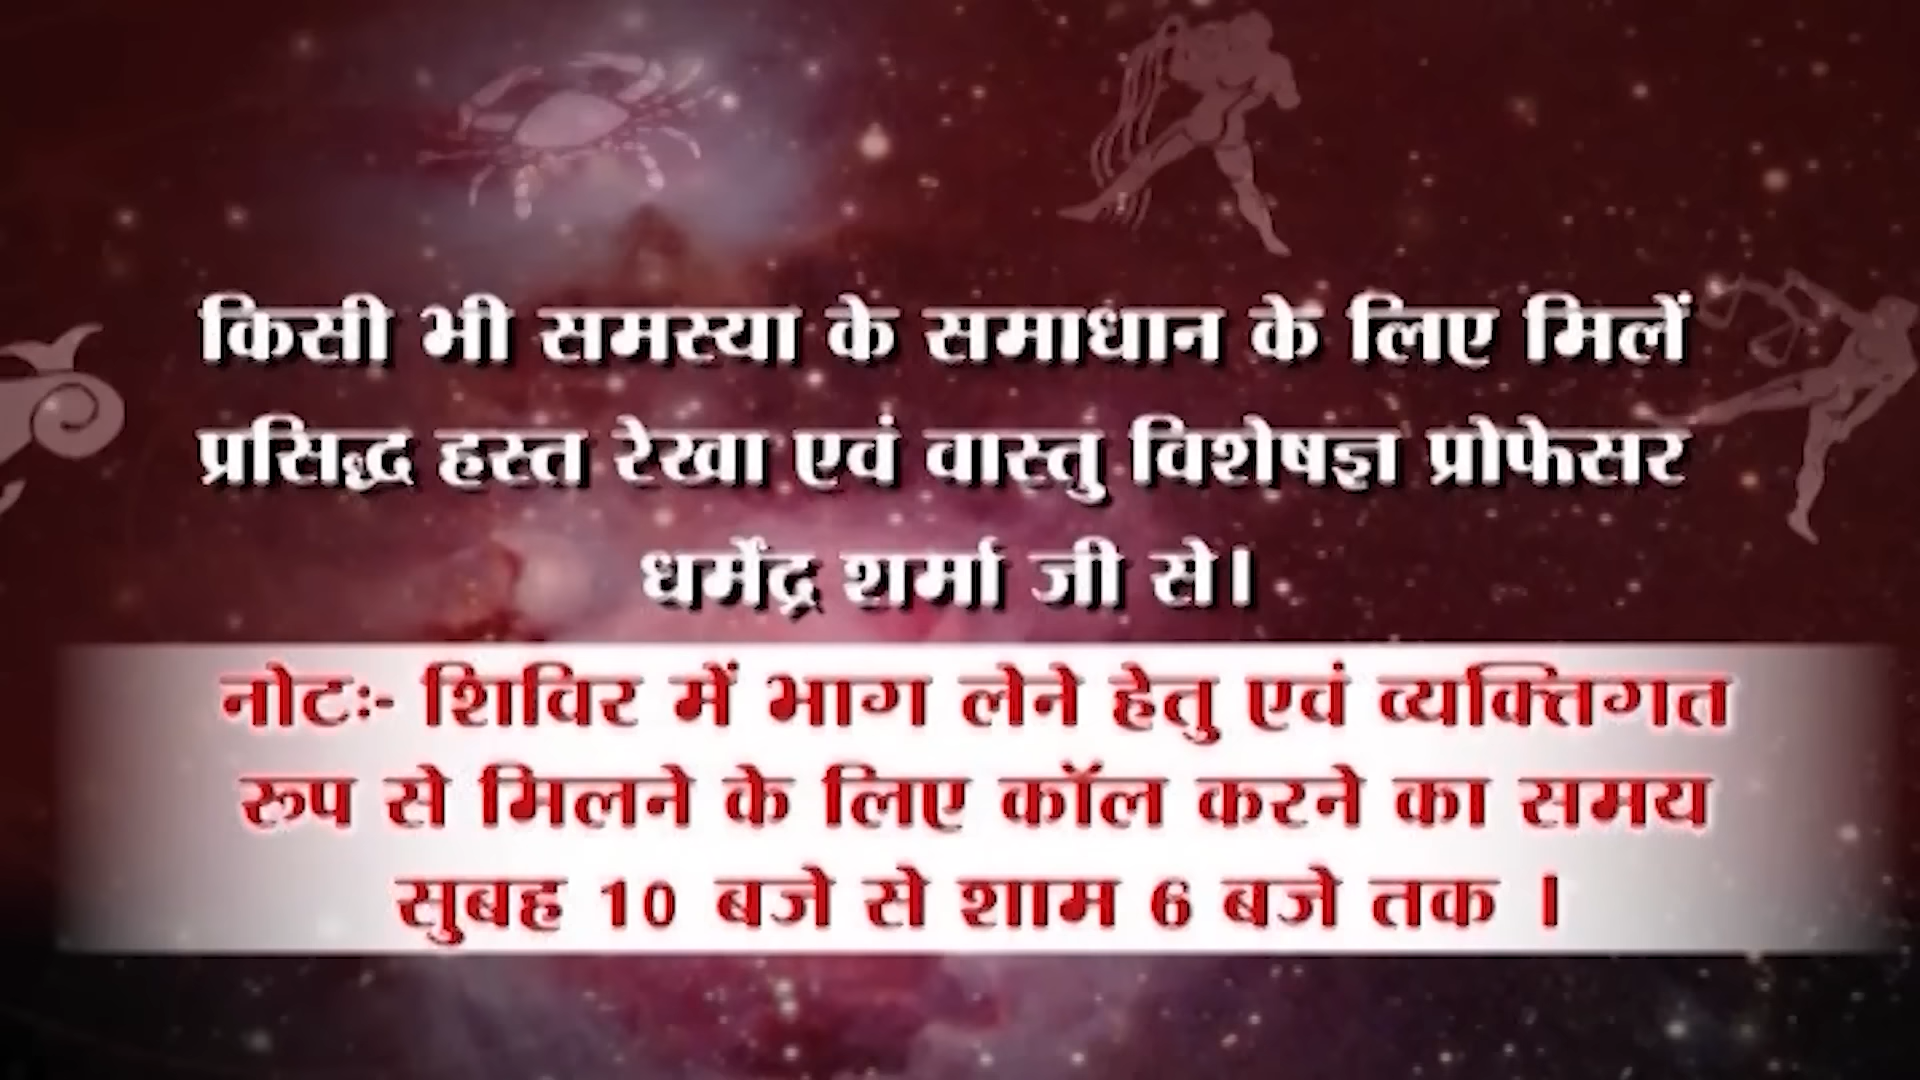 किसी भी समस्या के समाधान के लिए मिलें
प्रसिद्ध हस्त रेखा एवं वास्तु विशेषज्ञ प्रोफेसर
धर्मेंद्र शर्मा जी से।
नोटः- शिविर में भाग लेने हेतु एवं व्यक्तिगत
रूप से मिलने के लिए कॉल करने का समय
सुबह 10 बजे से शाम 6 बजे तक ।